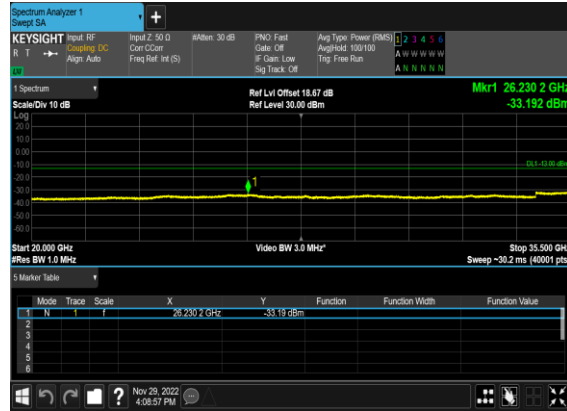 Spectrum Analyzer 1
Swept SA
+
KEYSIGHT Input: RF Input Z: 50 Ω #Atten: 30 dB PNO: Fast Avg Type: Power (RMS) 1 2 3 4 5 6
R T Coupling: DC Corr CCorr Gate: Off Avg|Hold: 100/100 A W W W W W
Align: Auto Freq Ref: Int (S) IF Gain: Low Trig: Free Run
Sig Track: Off A N N N N N
1 Spectrum Ref Lvl Offset 18.67 dB Mkr1 26.230 2 GHz
Scale/Div 10 dB Ref Level 30.00 dBm -33.192 dBm
Log
20.0
10.0
0.00
-10.0
DL1 -13.00 dBm
-20.0
1
-30.0
-40.0
-50.0
-60.0
Start 20.000 GHz Video BW 3.0 MHz* Stop 35.500 GHz
#Res BW 1.0 MHz Sweep ~30.2 ms (40001 pts)
5 Marker Table
Mode Trace Scale X Y Function Function Width Function Value
1 N 1 f 26.230 2 GHz -33.19 dBm
2
3
4
5
6
? Nov 29, 2022
4:08:57 PM